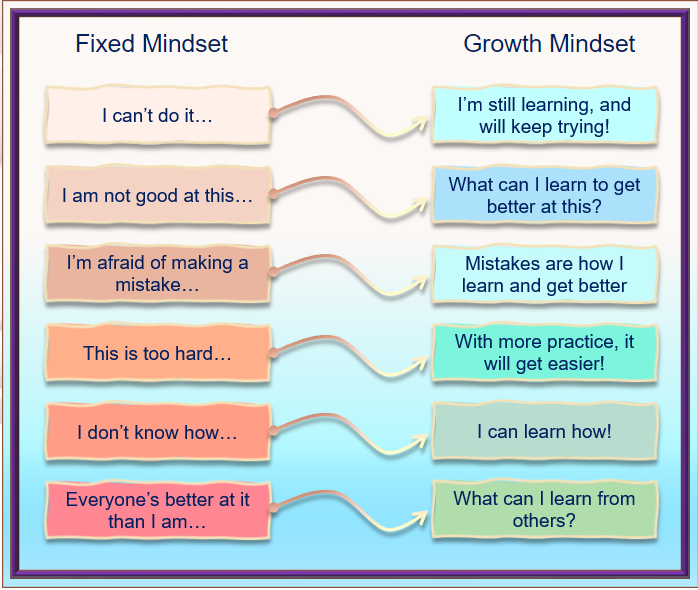 Fixed Mindset
Growth Mindset
I can’t do it…
I’m still learning, and
will keep trying!
I am not good at this…
What can I learn to get
better at this?
I’m afraid of making a
mistake…
Mistakes are how I
learn and get better
This is too hard…
With more practice, it
will get easier!
I don’t know how…
I can learn how!
Everyone’s better at it
than I am…
What can I learn from
others?